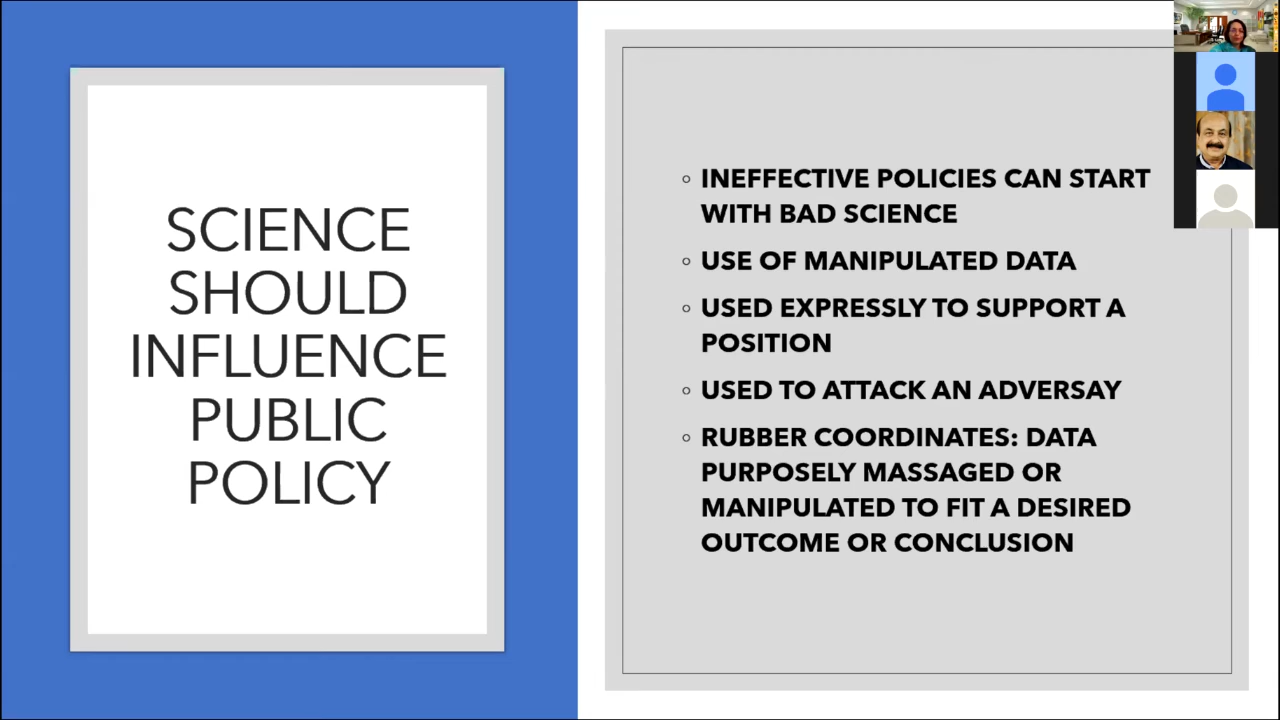 SCIENCE
SHOULD
INFLUENCE
PUBLIC
POLICY
INEFFECTIVE POLICIES CAN START
WITH BAD SCIENCE
USE OF MANIPULATED DATA
USED EXPRESSLY TO SUPPORT A
POSITION
USED TO ATTACK AN ADVERSAY
RUBBER COORDINATES: DATA
PURPOSELY MASSAGED OR
MANIPULATED TO FIT A DESIRED
OUTCOME OR CONCLUSION